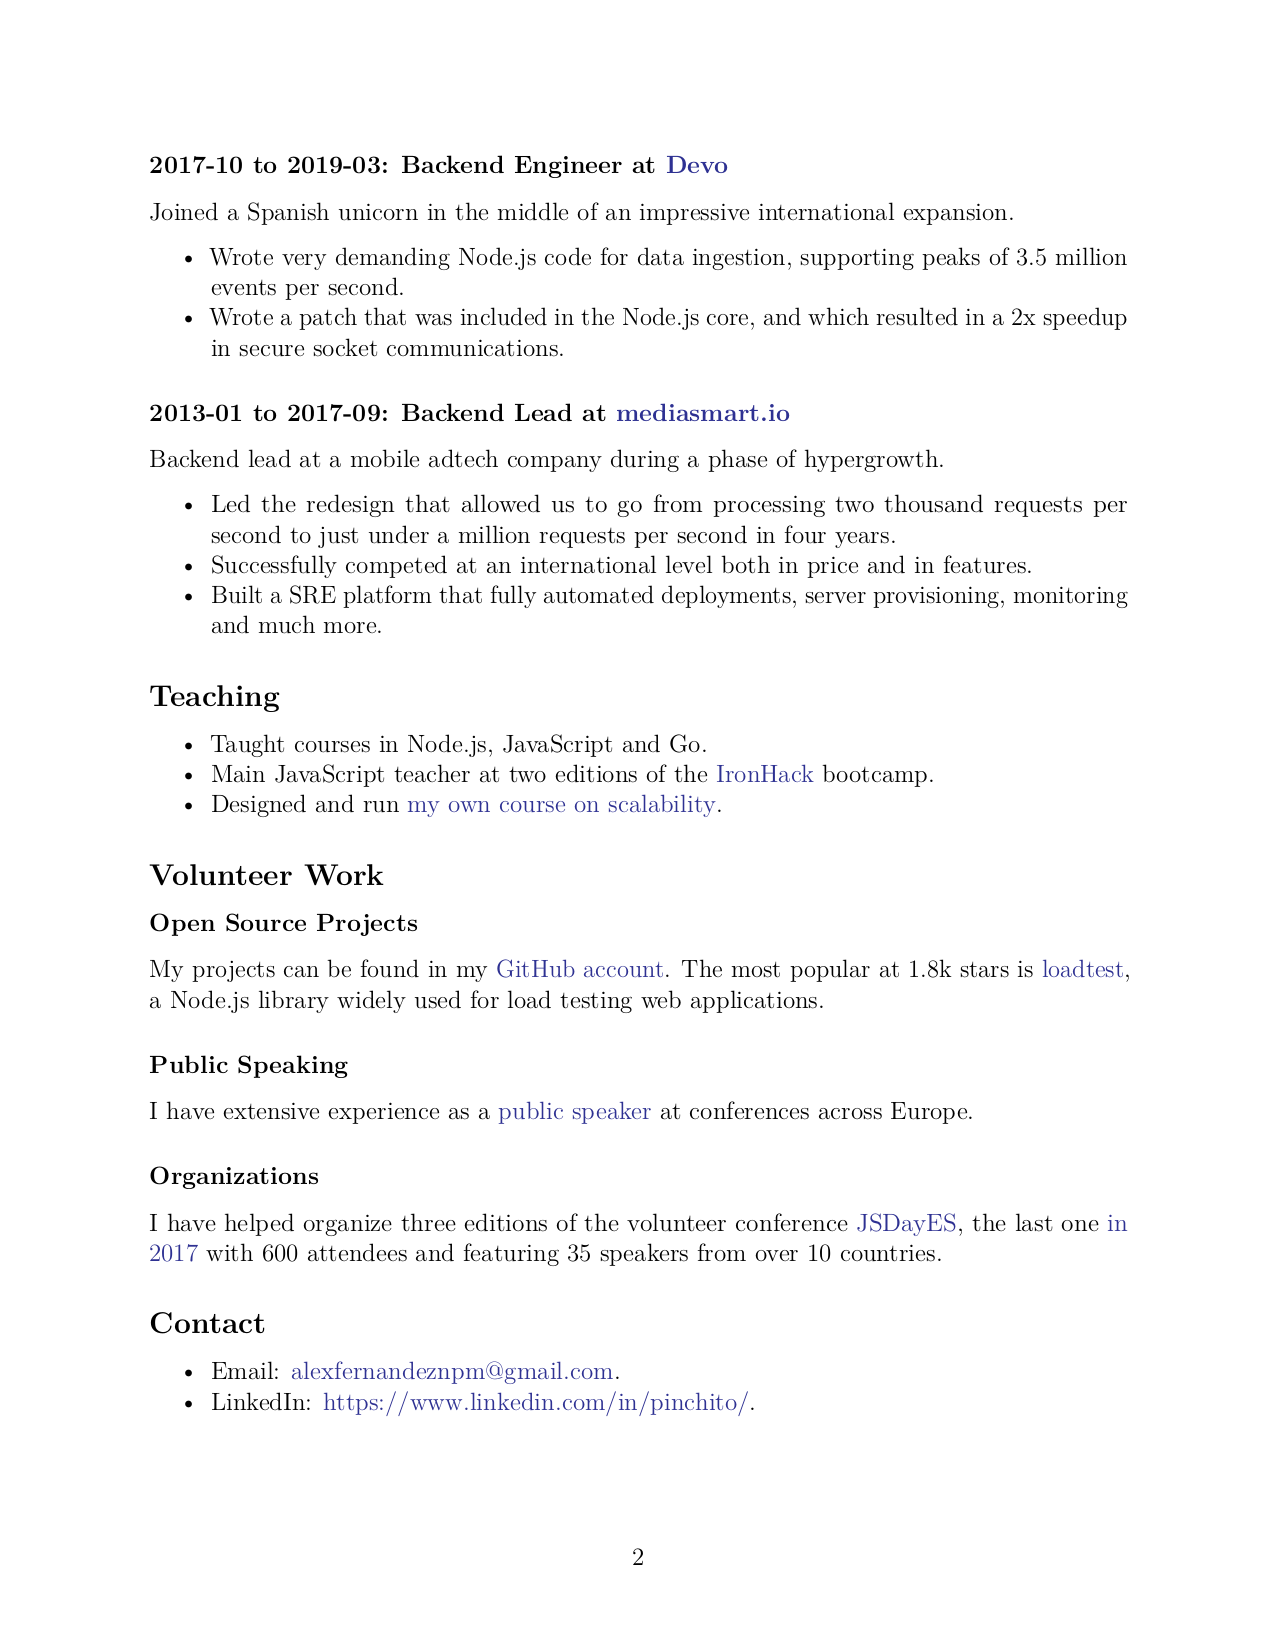 2017-10 to 2019-03: Backend Engineer at Devo
Joined a Spanish unicorn in the middle of an impressive international expansion.
• Wrote very demanding Node.js code for data ingestion, supporting peaks of 3.5 million
events per second.
• Wrote a patch that was included in the Node.js core, and which resulted in a 2x speedup
in secure socket communications.
2013-01 to 2017-09: Backend Lead at mediasmart.io
Backend lead at a mobile adtech company during a phase of hypergrowth.
• Led the redesign that allowed us to go from processing two thousand requests per
second to just under a million requests per second in four years.
• Successfully competed at an international level both in price and in features.
• Built a SRE platform that fully automated deployments, server provisioning, monitoring
and much more.
Teaching
• Taught courses in Node.js, JavaScript and Go.
• Main JavaScript teacher at two editions of the IronHack bootcamp.
• Designed and run my own course on scalability.
Volunteer Work
Open Source Projects
My projects can be found in my GitHub account. The most popular at 1.8k stars is loadtest,
a Node.js library widely used for load testing web applications.
Public Speaking
I have extensive experience as a public speaker at conferences across Europe.
Organizations
I have helped organize three editions of the volunteer conference JSDayES, the last one in
2017 with 600 attendees and featuring 35 speakers from over 10 countries.
Contact
• Email: alexfernandeznpm@gmail.com.
• LinkedIn: https://www.linkedin.com/in/pinchito/.
2